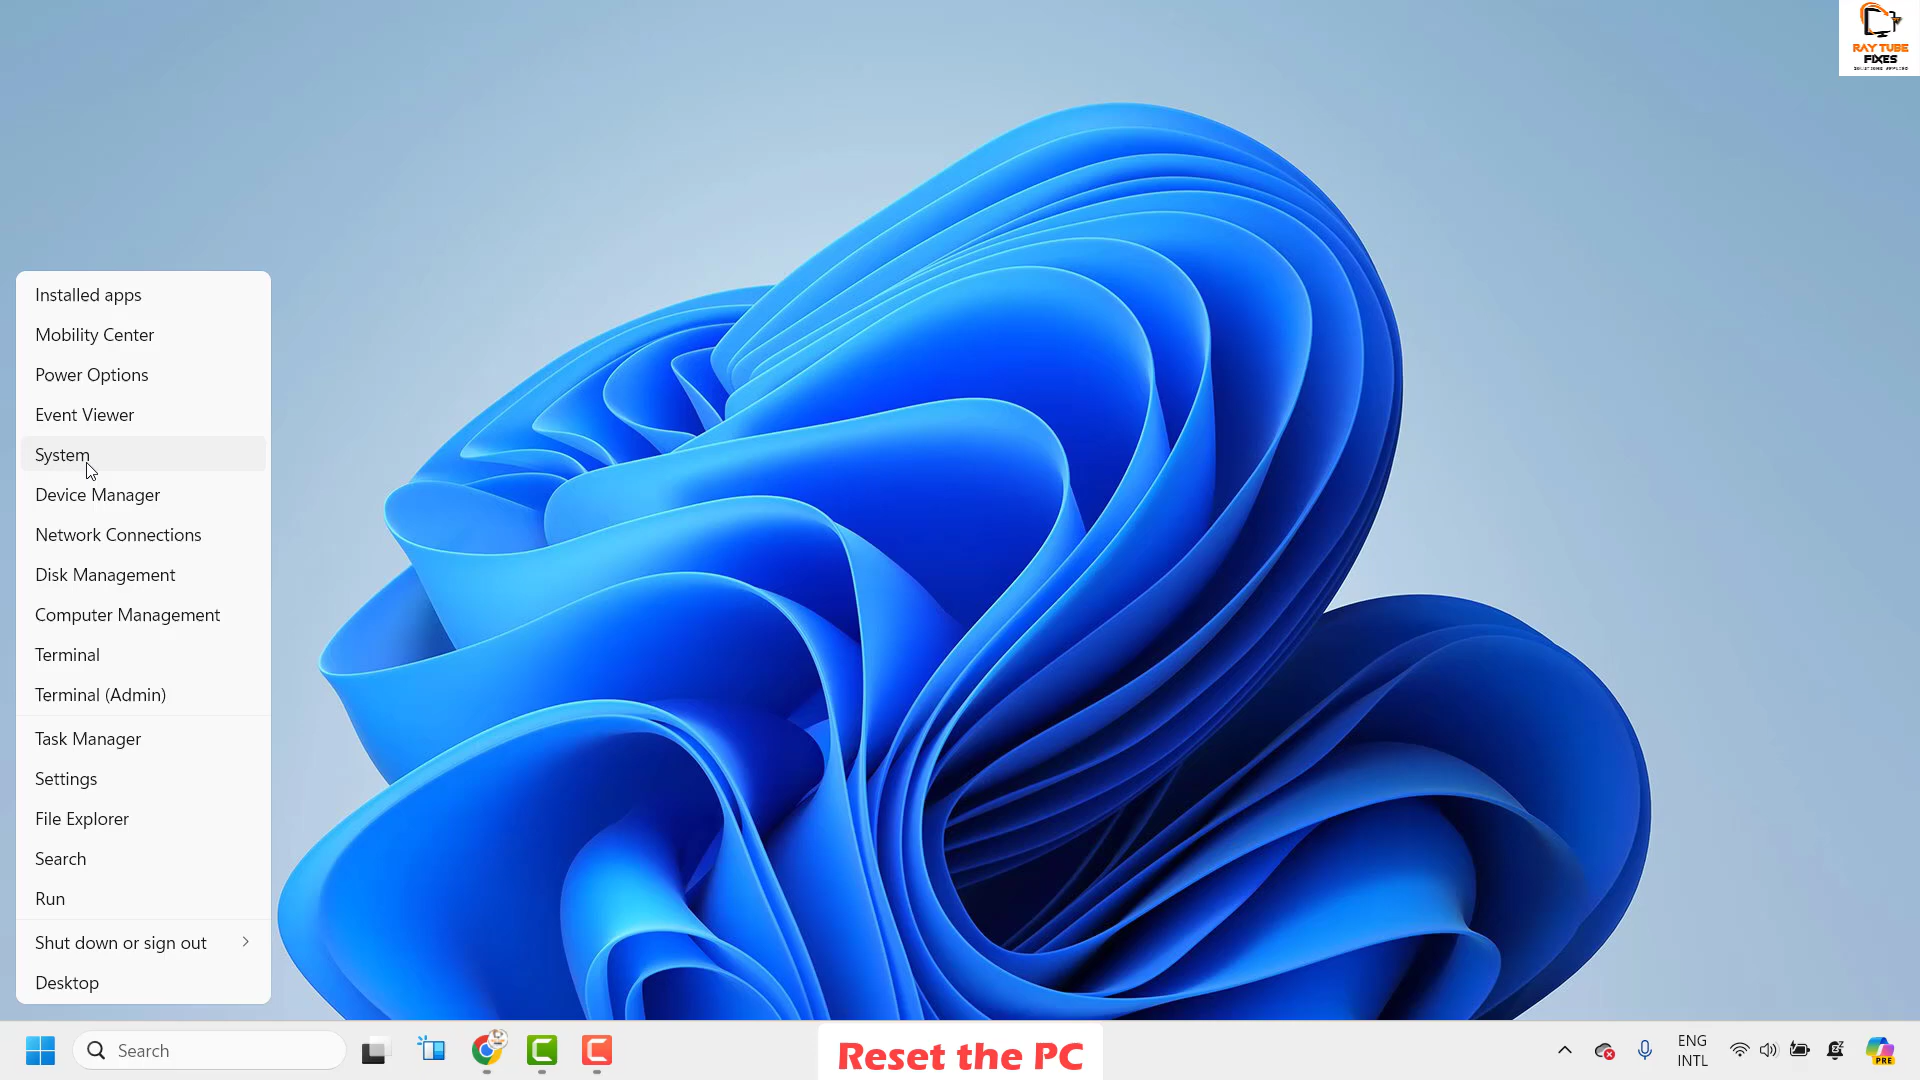 RAY TUBE
FIXES
Installed apps
Mobility Center
Power Options
Event Viewer
System
Device Manager
Network Connections
Disk Management
Computer Management
Terminal
Terminal (Admin)
Task Manager
Settings
File Explorer
Search
Run
Shut down or sign out
Desktop
Search
Reset the PC
ENG
INTL
PRE